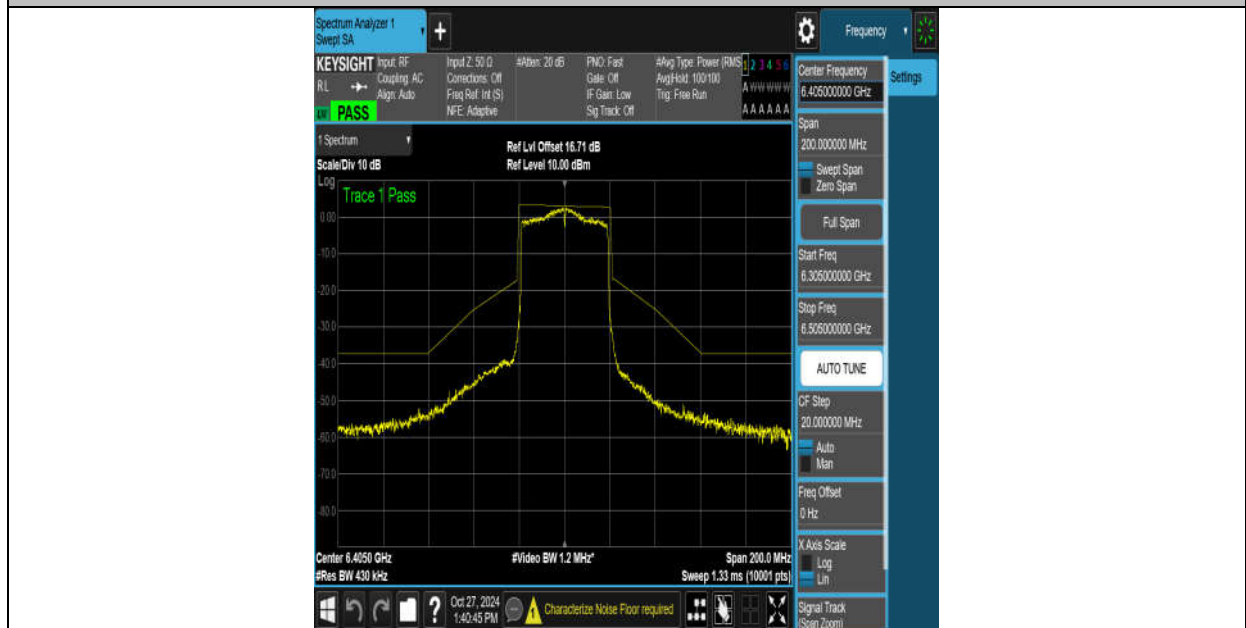 Spectrum Analyzer 1
Swept SA
+
Frequency
KEYSIGHT
RL
PASS
Input: RF
Coupling: AC
Align: Auto
Input Z: 50 Ω
Corrections: Off
Freq Ref: Int (S)
NFE: Adaptive
#Atten: 20 dB
PNO: Fast
Gate: Off
IF Gain: Low
Sig Track: Off
#Avg Type: Power (RMS
Avg|Hold: 100/100
Trig: Free Run
1 2 3 4 5 6
A W W W W W
A A A A A A
1 Spectrum
Scale/Div 10 dB
Ref Lvl Offset 16.71 dB
Ref Level 10.00 dBm
Log
Trace 1 Pass
0.00
-10.0
-20.0
-30.0
-40.0
-50.0
-60.0
-70.0
-80.0
Center 6.4050 GHz
#Res BW 430 kHz
#Video BW 1.2 MHz*
Span 200.0 MHz
Sweep 1.33 ms (10001 pts)
Center Frequency
6.405000000 GHz
Settings
Span
200.000000 MHz
Swept Span
Zero Span
Full Span
Start Freq
6.305000000 GHz
Stop Freq
6.505000000 GHz
AUTO TUNE
CF Step
20.000000 MHz
Auto
Man
Freq Offset
0 Hz
X Axis Scale
Log
Lin
Signal Track
(Span Zoom)
?
Oct 27, 2024
1:40:45 PM
Characterize Noise Floor required